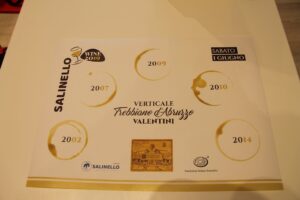 SALINELLO
WINE 2019
SABATO
1 GIUGNO
2009
2007
2010
VERTICALE
Trebbiano d'Abruzzo
VALENTINI
2002
2014
SALINELLO